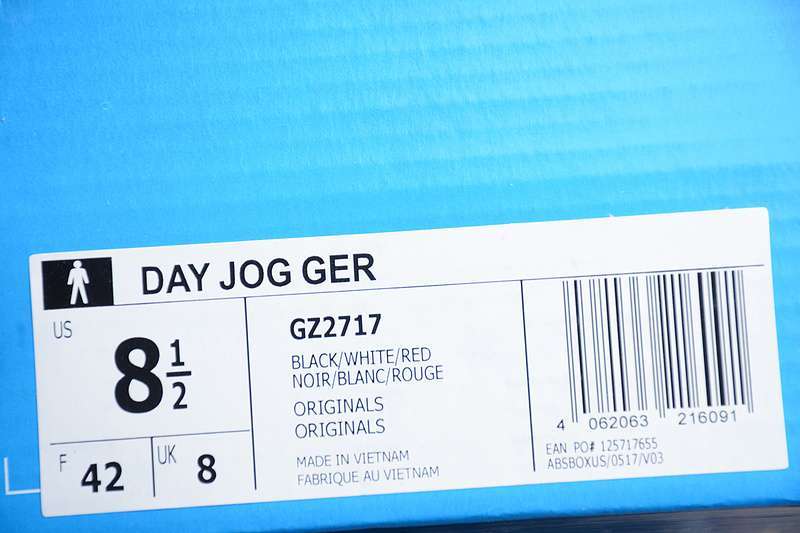 DAY JOG GER
US
8 1/2
F
42
UK
8
GZ2717
BLACK/WHITE/RED
NOIR/BLANC/ROUGE
ORIGINALS
ORIGINALS
MADE IN VIETNAM
FABRIQUE AU VIETNAM
4 062063 216091
EAN PO# 125717655
ABSBOXUS/0517/V03